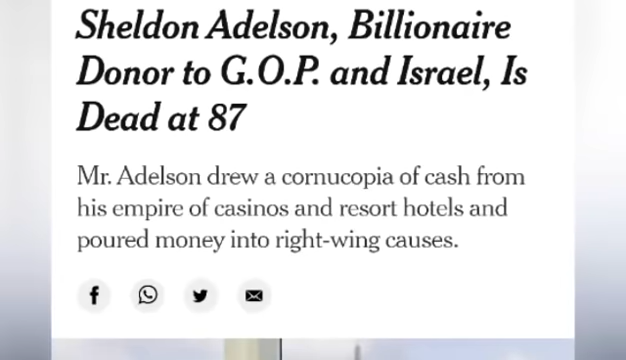 Sheldon Adelson, Billionaire
Donor to G.O.P. and Israel, Is
Dead at 87
Mr. Adelson drew a cornucopia of cash from
his empire of casinos and resort hotels and
poured money into right-wing causes.